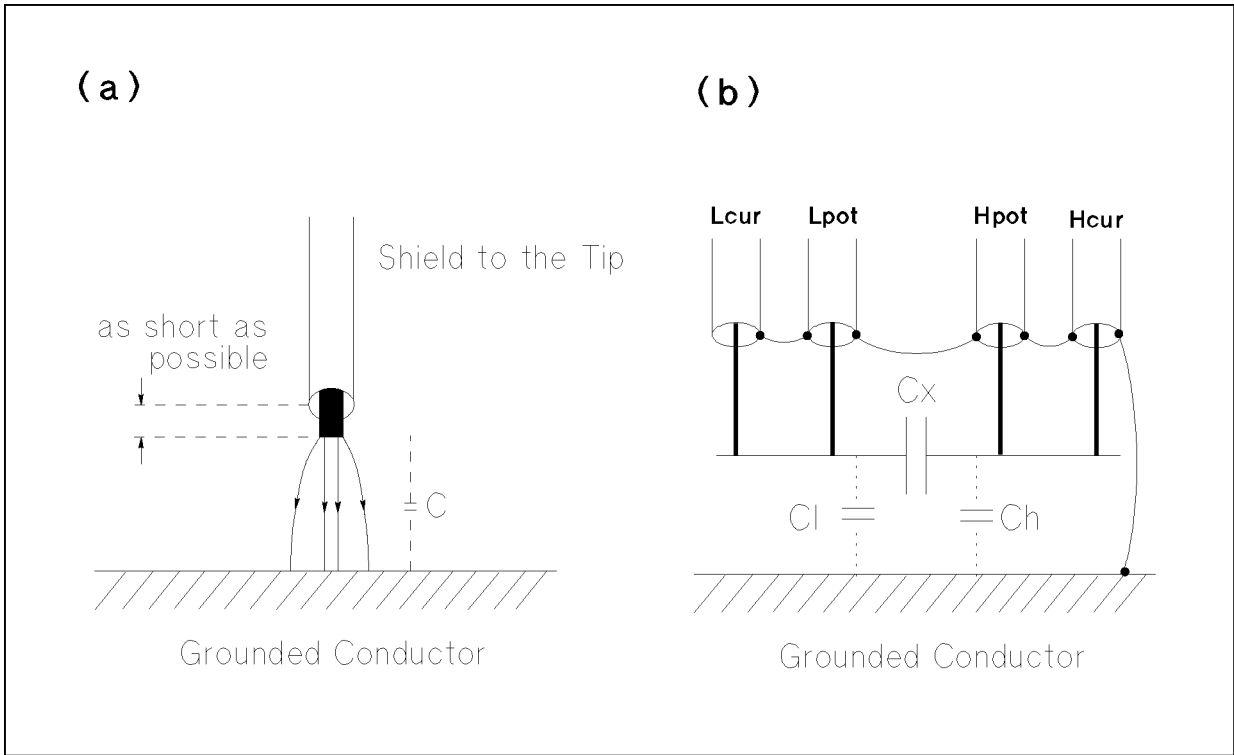 (a)
Shield to the Tip
as short as
possible
C
Grounded Conductor
(b)
Lcur Lpot Hpot Hcur
Cx
Cl Ch
Grounded Conductor